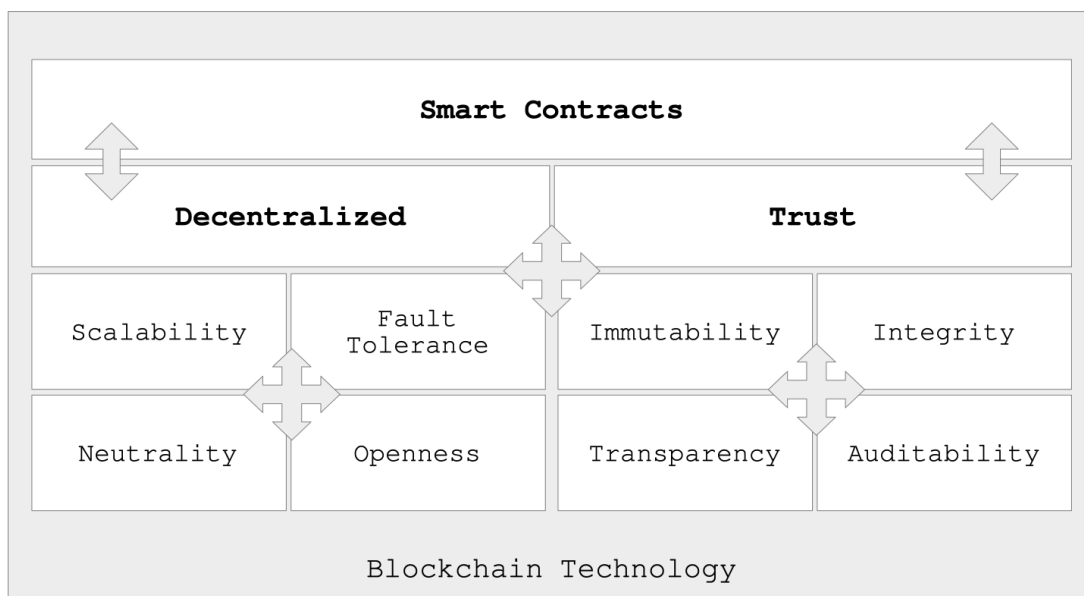 Smart Contracts
Decentralized
Trust
Scalability
Fault
Tolerance
Immutability
Integrity
Neutrality
Openness
Transparency
Auditability
Blockchain Technology